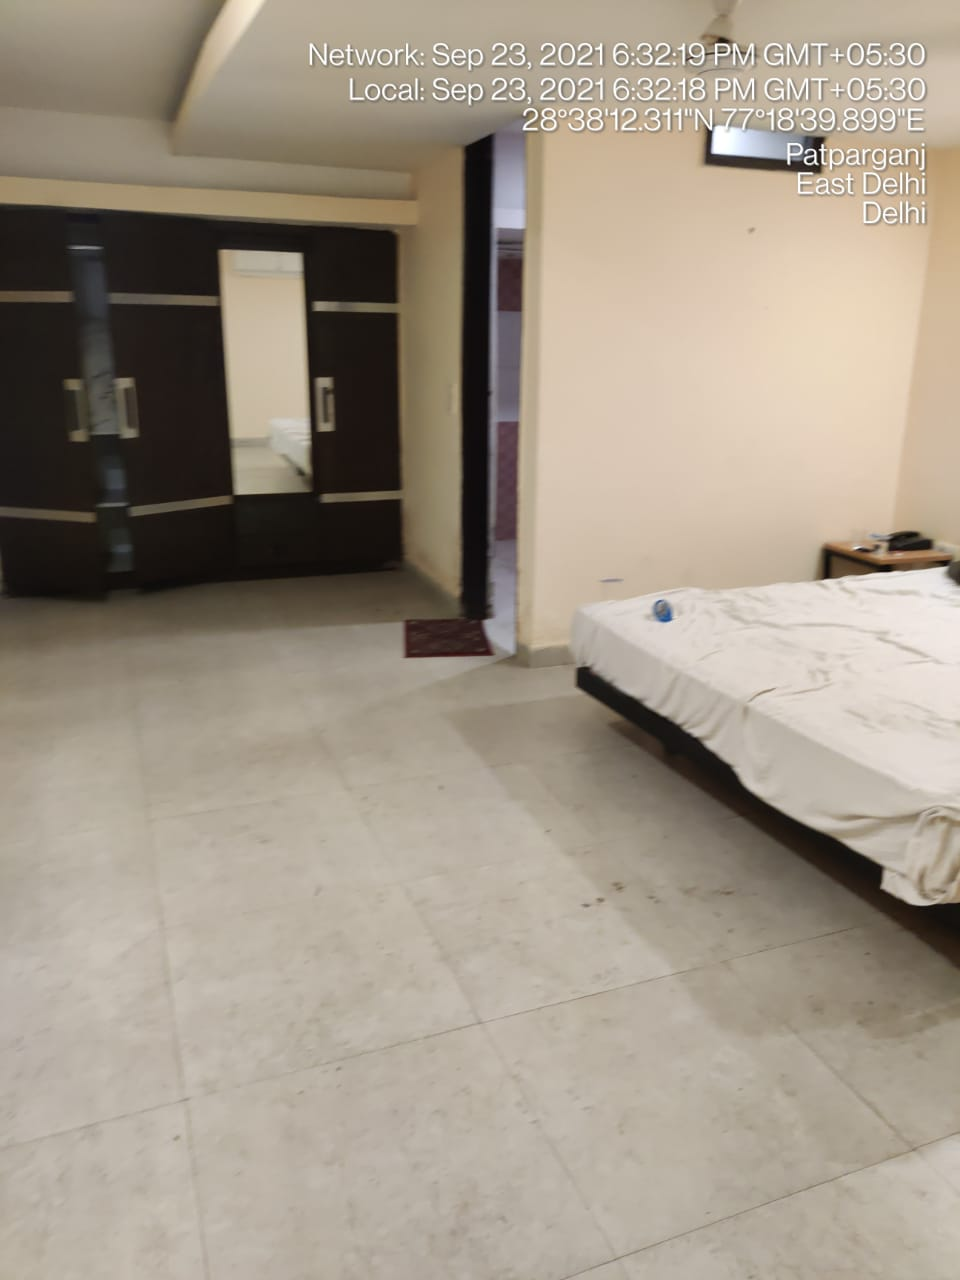 Network: Sep 23, 2021 6:32:19 PM GMT+05:30
Local: Sep 23, 2021 6:32:18 PM GMT+05:30
28°38'12.311"N 77°18'39.899"E
Patparganj
East Delhi
Delhi